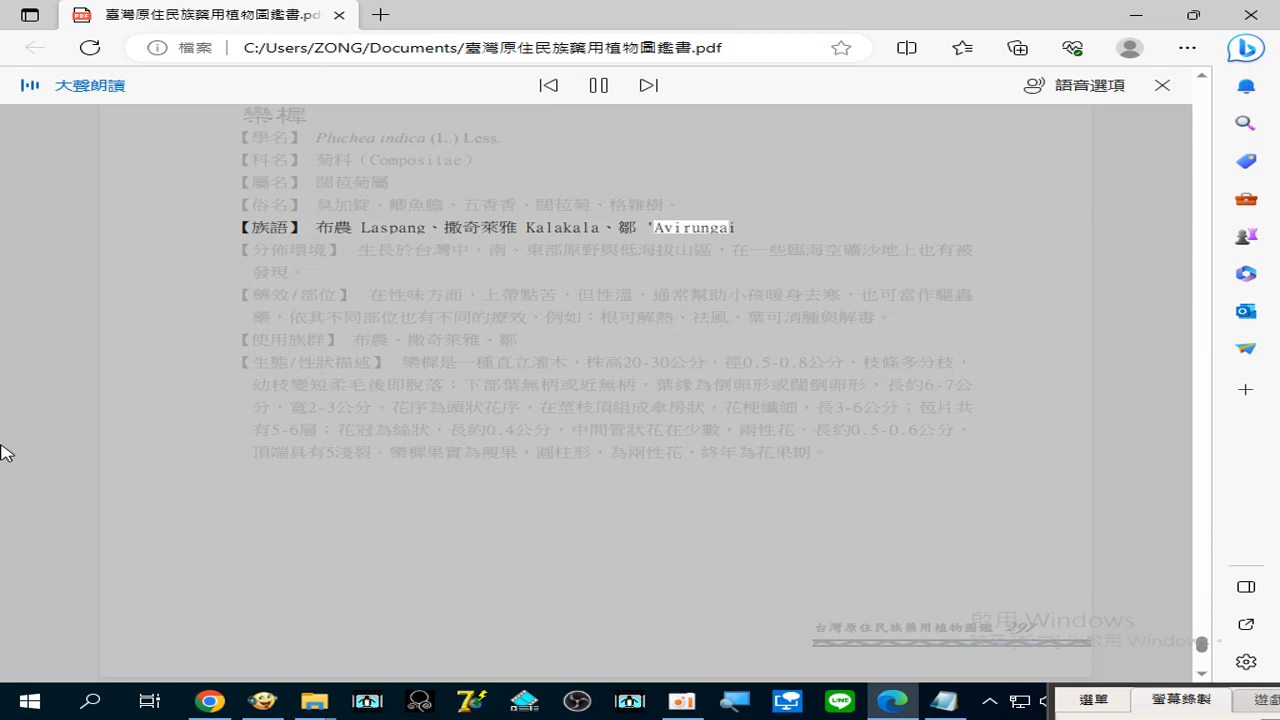 臺灣原住民族藥用植物圖鑑書.pdf
檔案 C:/Users/ZONG/Documents/臺灣原住民族藥用植物圖鑑書.pdf
大聲朗讀
語音選項
欒樨
【學名】 Pluchea indica (L.) Less.
【科名】 菊科（Compositae）
【屬名】 闊苞菊屬
【俗名】 臭加錠、鯽魚膽、五香香、闊苞菊、格雜樹。
【族語】 布農 Laspang、撒奇萊雅 Kalakala、鄒 'Avirungai
【分佈環境】 生長於台灣中、南、東部原野與低海拔山區，在一些臨海空礦沙地上也有被
發現。
【藥效/部位】 在性味方面，上帶點苦，但性溫，通常幫助小孩暖身去寒，也可當作驅蟲
藥，依其不同部位也有不同的療效，例如：根可解熱、祛風，葉可消腫與解毒。
【使用族群】 布農、撒奇萊雅、鄒
【生態/性狀描述】 欒樨是一種直立灌木，株高20-30公分，徑0.5-0.8公分，枝條多分枝，
幼枝變短柔毛後即脫落；下部葉無柄或近無柄，葉緣為倒卵形或闊倒卵形，長約6-7公
分，寬2-3公分。花序為頭狀花序，在莖枝頂組成傘房狀，花梗纖細，長3-6公分；苞片共
有5-6層；花冠為絲狀，長約0.4公分，中間管狀花在少數，兩性花，長約0.5-0.6公分，
頂端具有5淺裂。欒樨果實為瘦果，圓柱形，為兩性花，終年為花果期。
台灣原住民族藥用植物圖鑑 297
啟用 Windows
選單
螢幕錄製